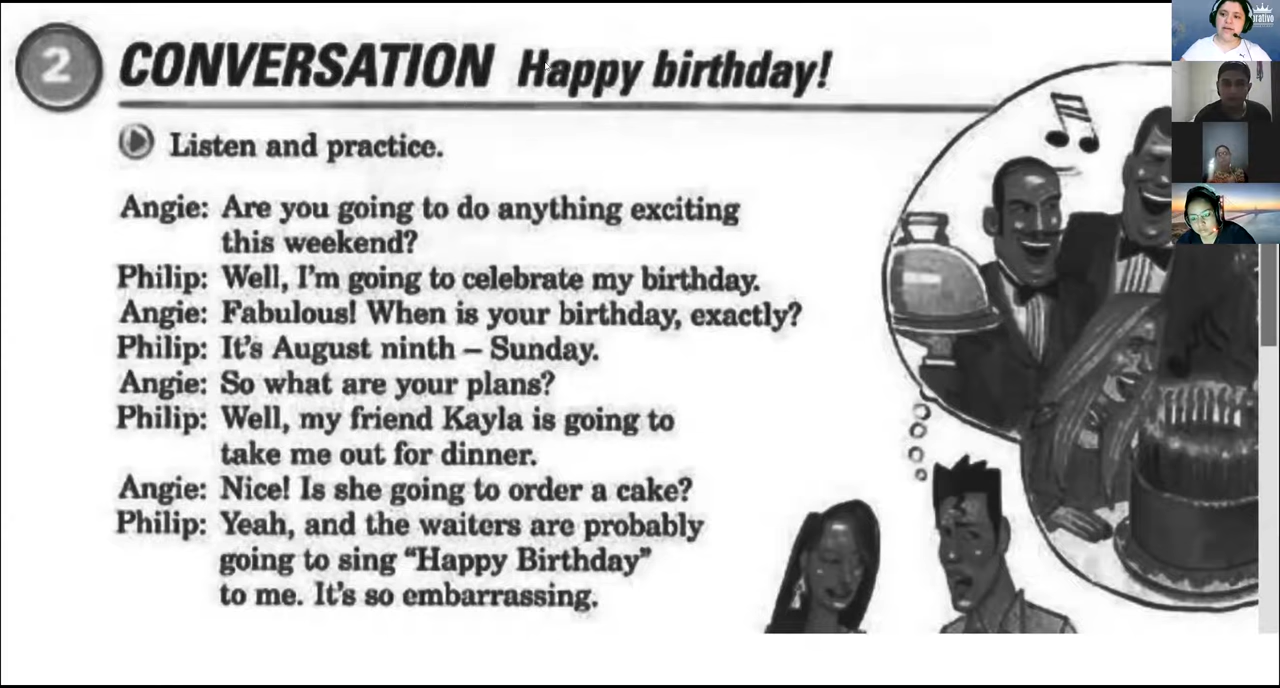 2 CONVERSATION Happy birthday!
Listen and practice.
Angie: Are you going to do anything exciting
this weekend?
Philip: Well, I'm going to celebrate my birthday.
Angie: Fabulous! When is your birthday, exactly?
Philip: It's August ninth – Sunday.
Angie: So what are your plans?
Philip: Well, my friend Kayla is going to
take me out for dinner.
Angie: Nice! Is she going to order a cake?
Philip: Yeah, and the waiters are probably
going to sing “Happy Birthday”
to me. It's so embarrassing.